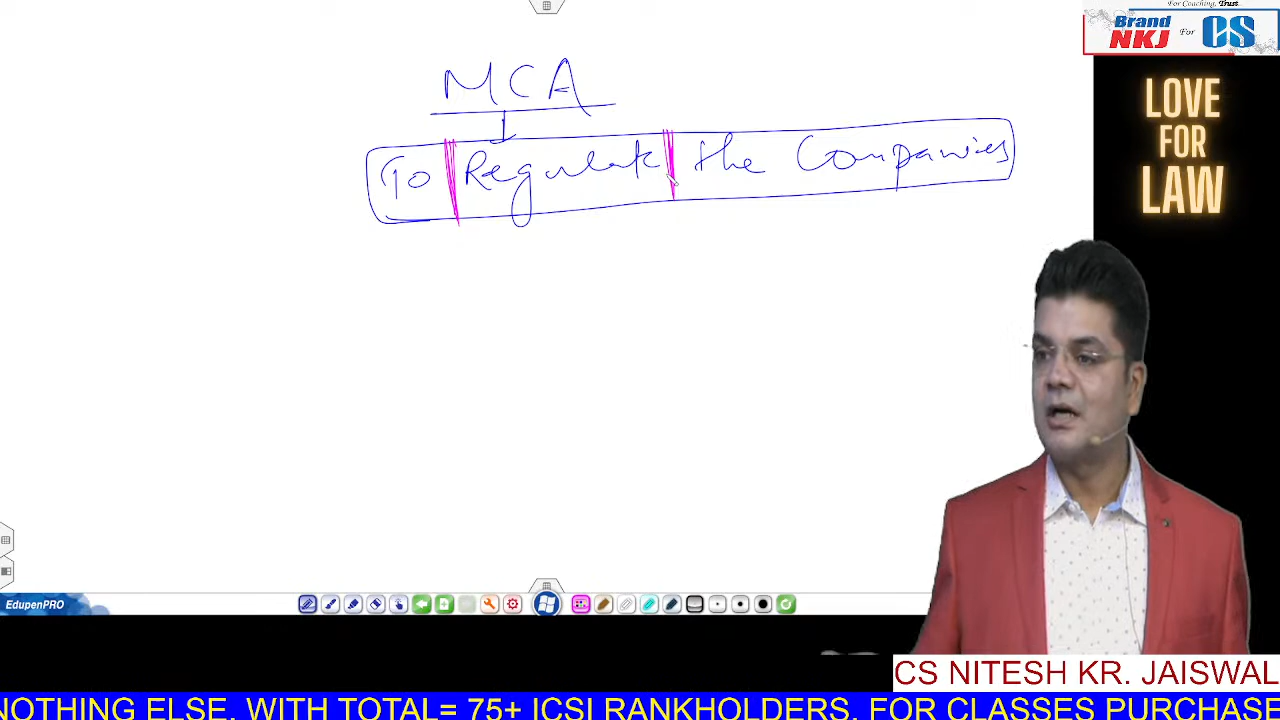 For Coaching, Trust
Brand NKJ For CS
MCA
To Regulate the Companies
LOVE
FOR
LAW
EdupenPRO
CS NITESH KR. JAISWAL
NOTHING ELSE. WITH TOTAL= 75+ ICSI RANKHOLDERS. FOR CLASSES PURCHASE